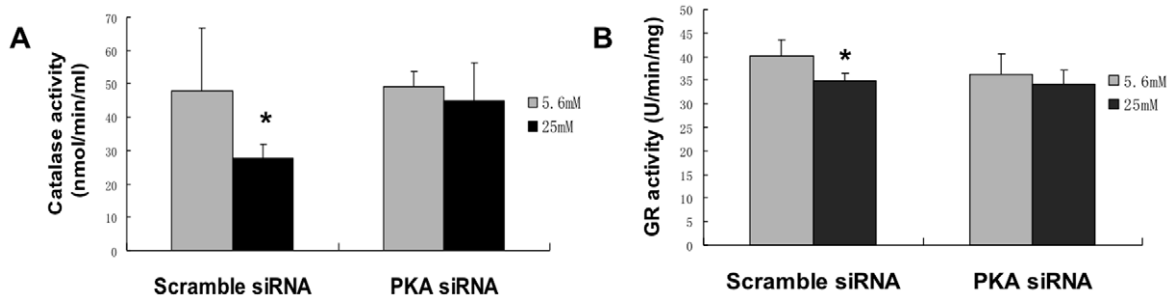 A
Catalase activity
(nmol/min/ml)
70
60
50
40
30
20
10
0
*
5.6mM
25mM
Scramble siRNA
PKA siRNA
B
GR activity (U/min/mg)
50
45
40
35
30
25
20
15
10
5
0
*
5.6mM
25mM
Scramble siRNA
PKA siRNA